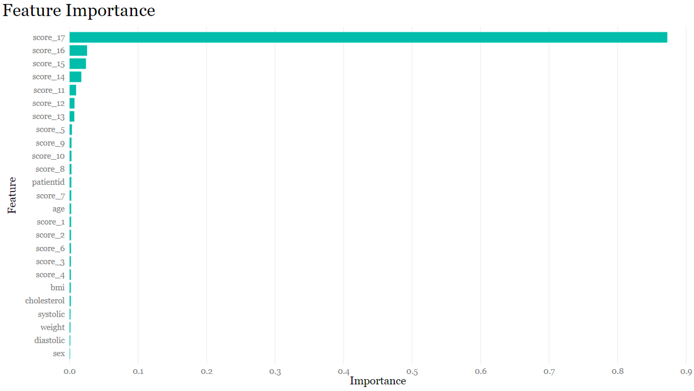 Feature Importance
score_17
score_16
score_15
score_14
score_11
score_12
score_13
score_5
score_9
score_10
score_8
patientid
score_7
age
score_1
score_2
score_6
score_3
score_4
bmi
cholesterol
systolic
weight
diastolic
sex
Feature
0.0 0.1 0.2 0.3 0.4 0.5 0.6 0.7 0.8 0.9
Importance